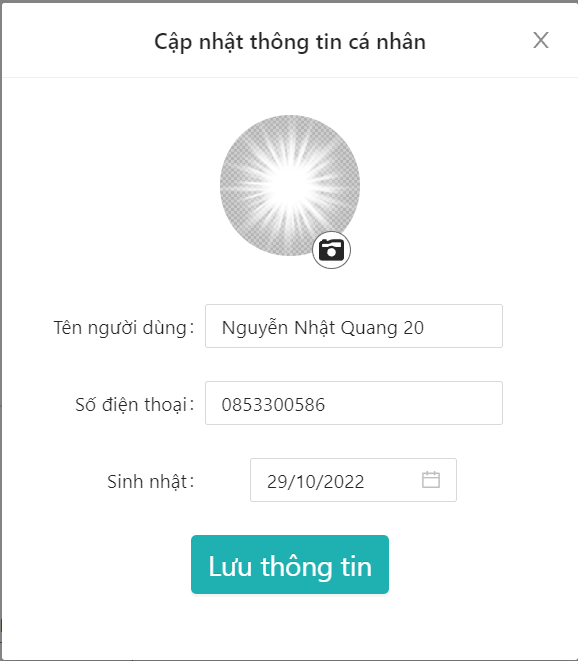 Cập nhật thông tin cá nhân
Tên người dùng: Nguyễn Nhật Quang 20
Số điện thoại: 0853300586
Sinh nhật: 29/10/2022
Lưu thông tin